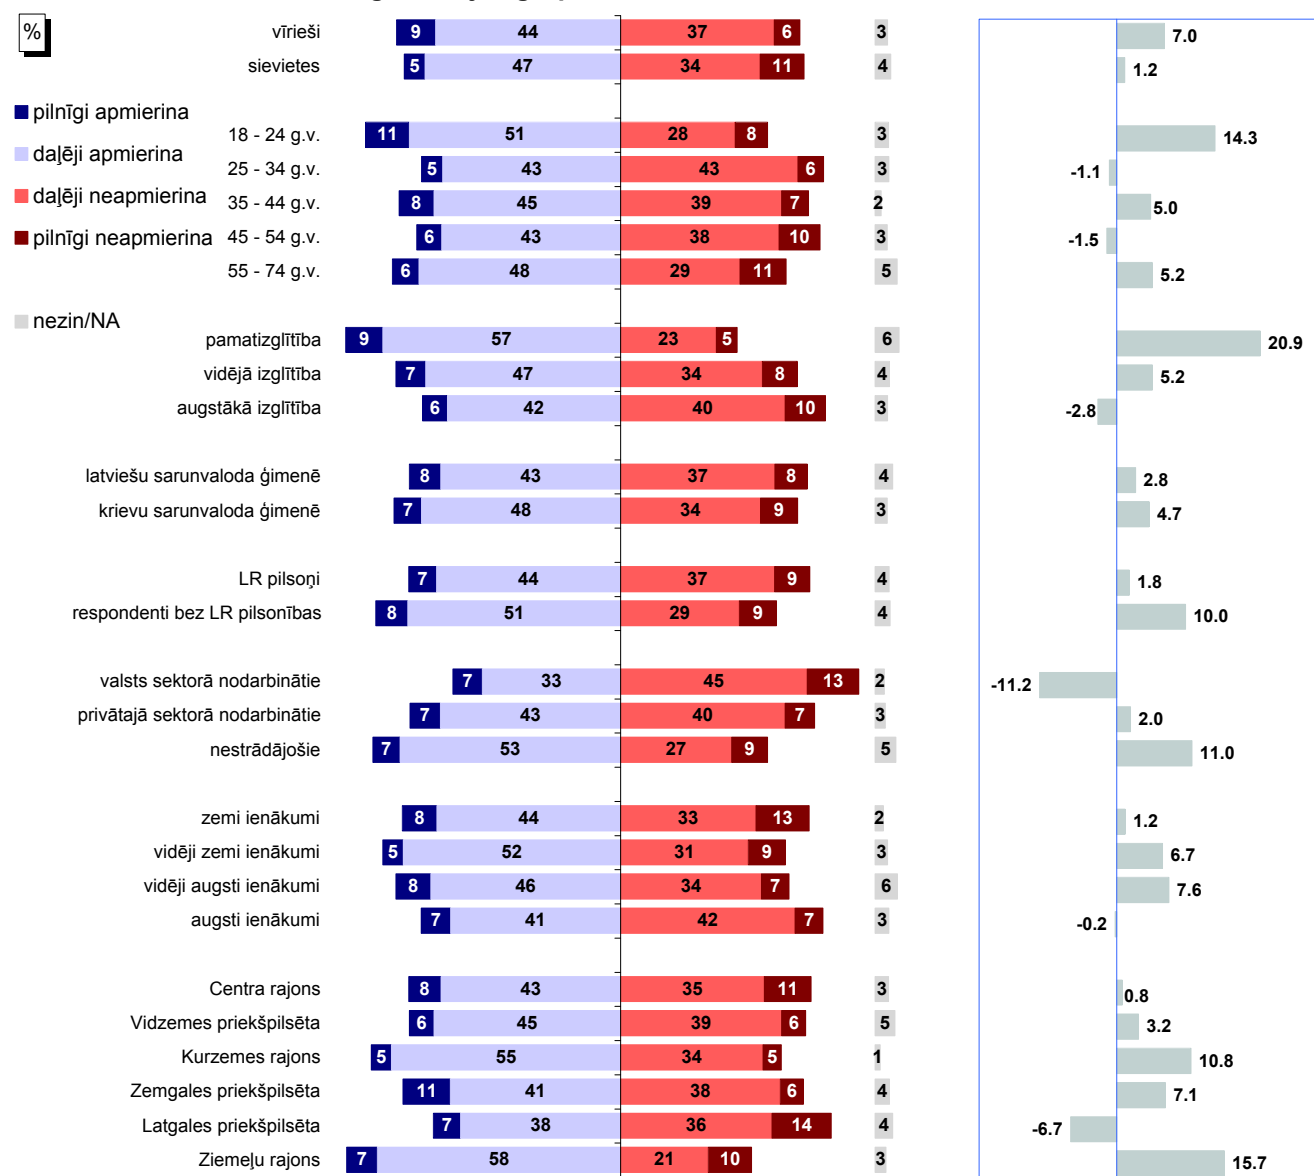 %
pilnīgi apmierina
daļēji apmierina
daļēji neapmierina
pilnīgi neapmierina
nezin/NA
vīrieši 9 44 37 6 3 7.0
sievietes 5 47 34 11 4 1.2
18 - 24 g.v. 11 51 28 8 3 14.3
25 - 34 g.v. 5 43 43 6 3 -1.1
35 - 44 g.v. 8 45 39 7 2 5.0
45 - 54 g.v. 6 43 38 10 3 -1.5
55 - 74 g.v. 6 48 29 11 5 5.2
pamatizglītība 9 57 23 5 6 20.9
vidējā izglītība 7 47 34 8 4 5.2
augstākā izglītība 6 42 40 10 3 -2.8
latviešu sarunvaloda ģimenē 8 43 37 8 4 2.8
krievu sarunvaloda ģimenē 7 48 34 9 3 4.7
LR pilsoņi 7 44 37 9 4 1.8
respondenti bez LR pilsonības 8 51 29 9 4 10.0
valsts sektorā nodarbinātie 7 33 45 13 2 -11.2
privātajā sektorā nodarbinātie 7 43 40 7 3 2.0
nestrādājošie 7 53 27 9 5 11.0
zemi ienākumi 8 44 33 13 2 1.2
vidēji zemi ienākumi 5 52 31 9 3 6.7
vidēji augsti ienākumi 8 46 34 7 6 7.6
augsti ienākumi 7 41 42 7 3 -0.2
Centra rajons 8 43 35 11 3 0.8
Vidzemes priekšpilsēta 6 45 39 6 5 3.2
Kurzemes rajons 5 55 34 5 1 10.8
Zemgales priekšpilsēta 11 41 38 6 4 7.1
Latgales priekšpilsēta 7 38 36 14 4 -6.7
Ziemeļu rajons 7 58 21 10 3 15.7